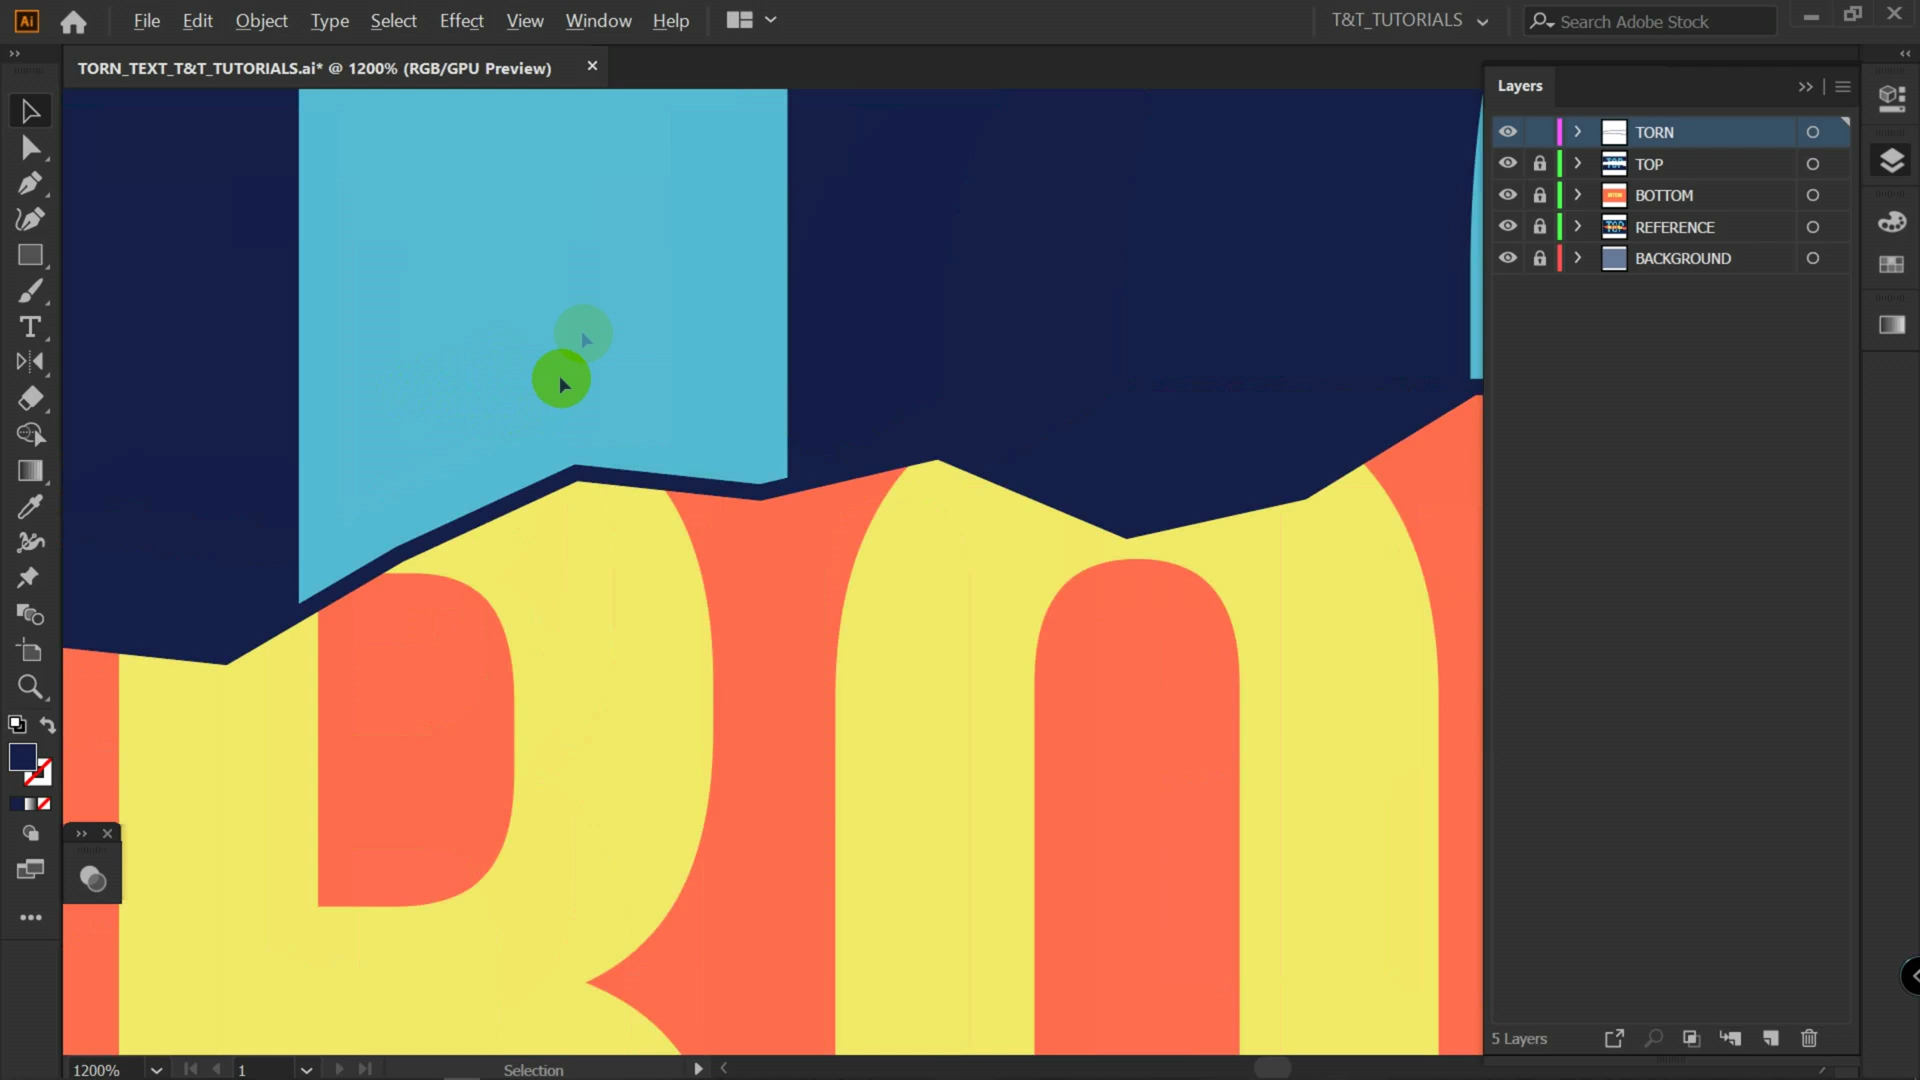 Ai File Edit Object Type Select Effect View Window Help T&T_TUTORIALS Search Adobe Stock
TORN_TEXT_T&T_TUTORIALS.ai* @ 1200% (RGB/GPU Preview)
Layers
TORN
TOP
BOTTOM
REFERENCE
BACKGROUND
5 Layers
1200% 1 Selection